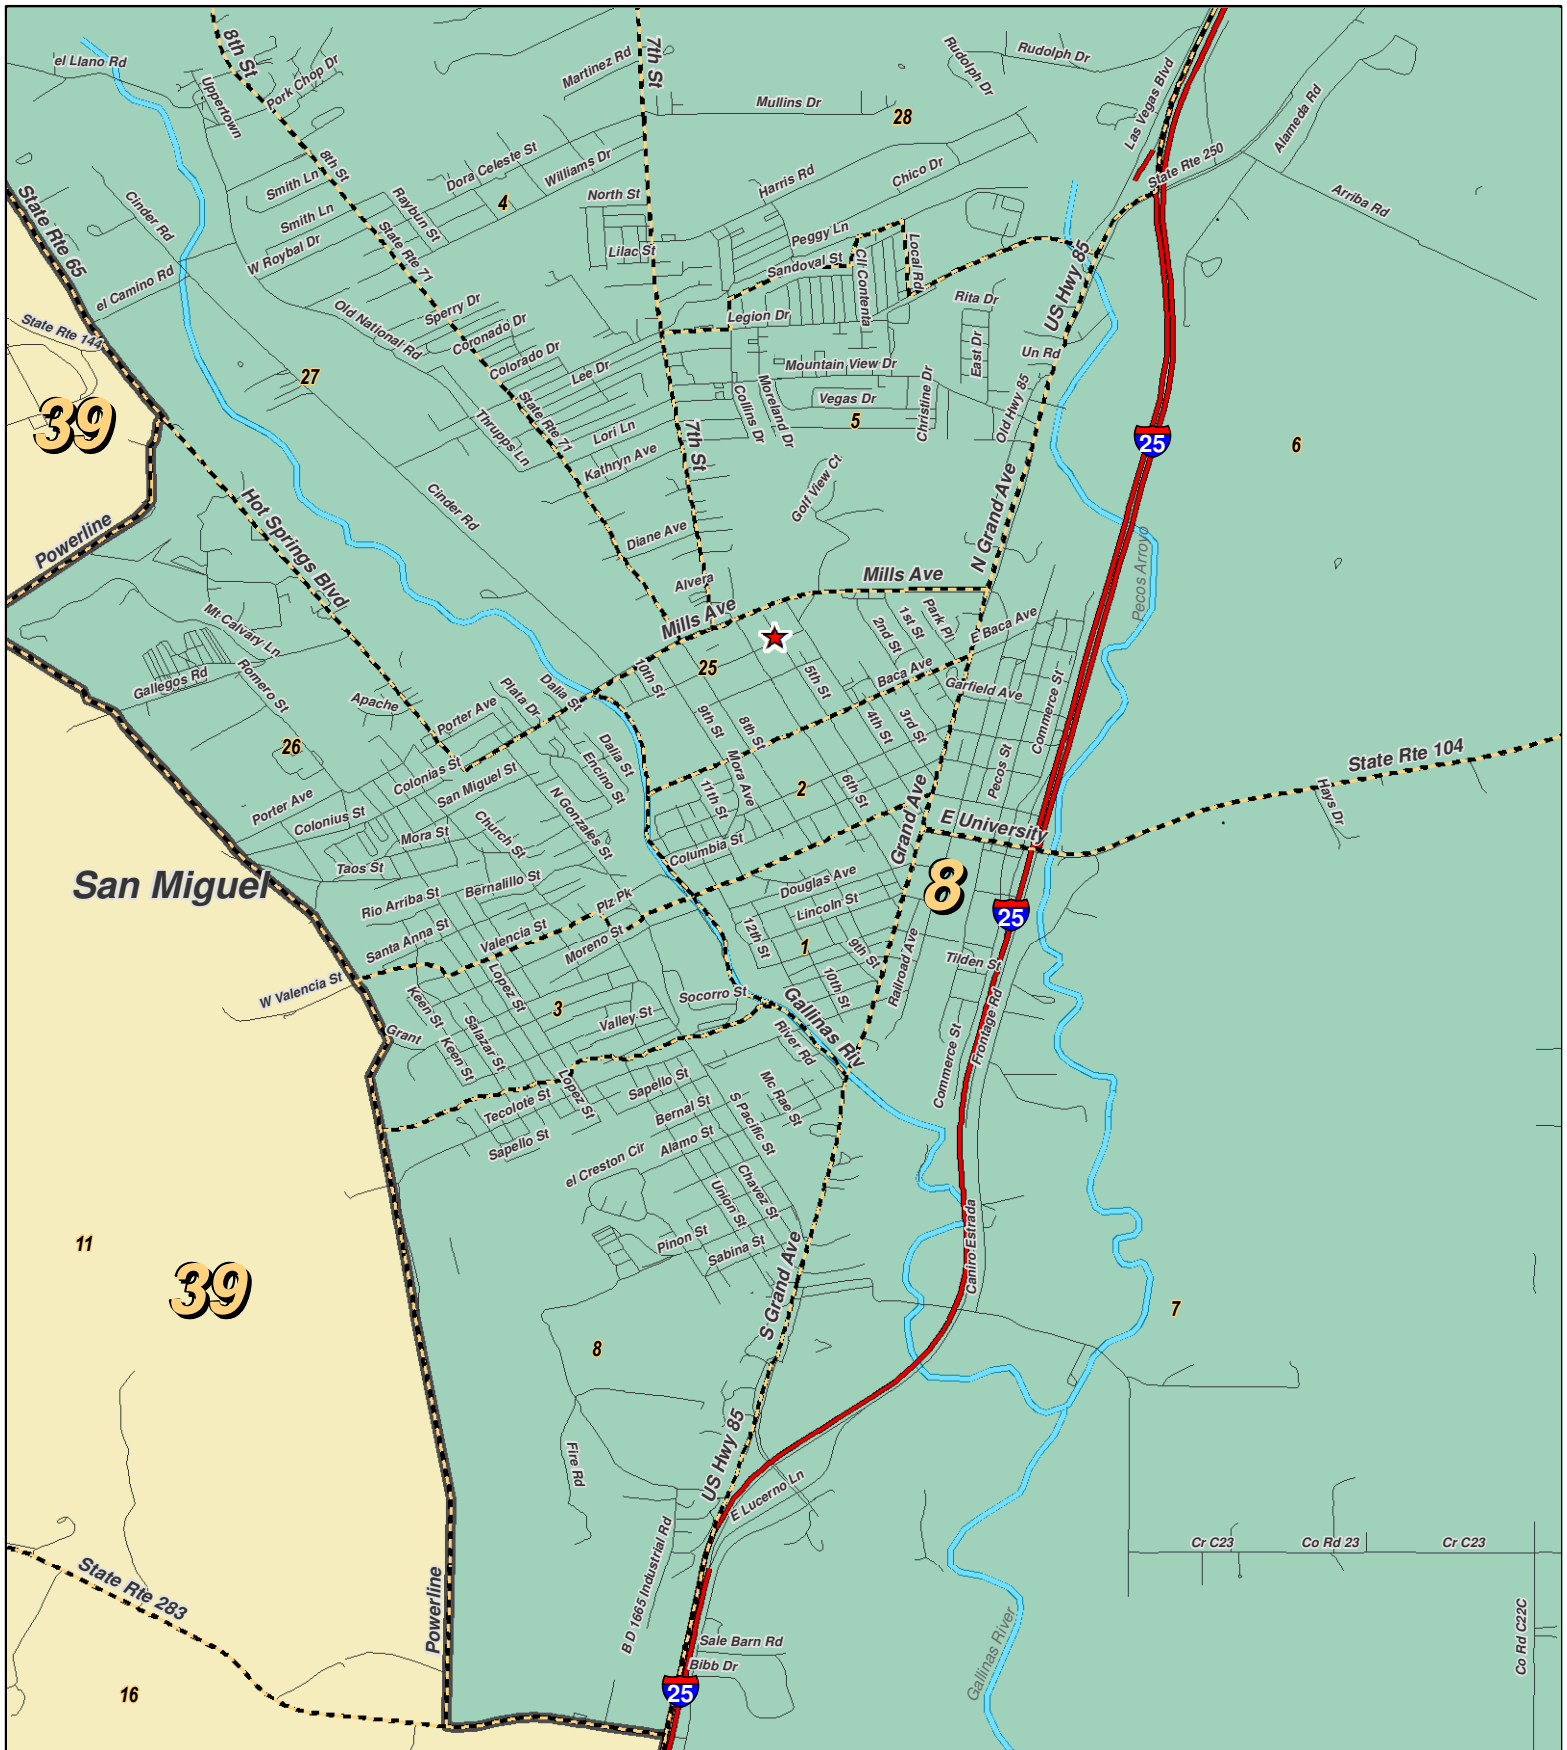 el Llano Rd
8th St
Pork Chop Dr
Uppertown
Martinez Rd
7th St
Mullins Dr
28
Rudolph Dr
Rudolph Dr
Las Vegas Blvd
Alameda Rd
State Rte 250
Arriba Rd
State Rte 65
Cinder Rd
Smith Ln
8th St
Smith Ln
W Roybal Dr
Raybun St
Dora Celeste St
Williams Dr
4
North St
Lilac St
State Rte 71
Harris Rd
Chico Dr
Peggy Ln
Sandoval St
Cll Contenta
Local Rd
Legion Dr
Rita Dr
US Hwy 85
el Camino Rd
State Rte 144
Old National Rd
Sperry Dr
Coronado Dr
Colorado Dr
Lee Dr
Mountain View Dr
East Dr
Un Rd
Old Hwy 85
Vegas Dr
Christine Dr
Collins Dr
Moreland Dr
5
27
39
State Rte 71
Thrupps Ln
Lori Ln
Kathryn Ave
7th St
Golf View Ct
25
6
Powerline
Hot Springs Blvd
Cinder Rd
Diane Ave
Alvera
Mills Ave
Mills Ave
N Grand Ave
Pecos Arroyo
Mt Calvary Ln
Gallegos Rd
Romero St
Apache
Porter Ave
Plata Dr
Dalia St
10th St
25
2nd St
1st St
Park Pl
E Baca Ave
Baca Ave
Garfield Ave
5th St
4th St
3rd St
9th St
8th St
Commerce St
26
Colonias St
San Miguel St
Dalia St
Encino St
Mora Ave
11th St
2
6th St
Pecos St
State Rte 104
Hays Dr
Porter Ave
Colonius St
Mora St
Church St
N Gonzales St
Columbia St
Grand Ave
E University
Taos St
San Miguel
Rio Arriba St
Bernalillo St
Plz Pk
Douglas Ave
Lincoln St
8
25
Santa Anna St
Valencia St
Moreno St
12th St
1
9th St
10th St
Railroad Ave
Tilden St
W Valencia St
Lopez St
Keen St
Socorro St
Gallinas Riv
3
Valley St
Grant
Keen St
Salazar St
River Rd
Commerce St
Frontage Rd
Tecolote St
Lopez St
Sapello St
S Pacific St
Mc Rae St
Bernal St
Sapello St
Alamo St
el Creston Cir
Union St
Chavez St
Pinon St
Sabina St
S Grand Ave
Caniro Estrada
11
39
7
8
US Hwy 85
Fire Rd
E Lucerno Ln
B D 1665 Industrial Rd
Cr C23
Co Rd 23
Cr C23
Co Rd C22C
State Rte 283
Powerline
Sale Barn Rd
Bibb Dr
25
Gallinas River
16